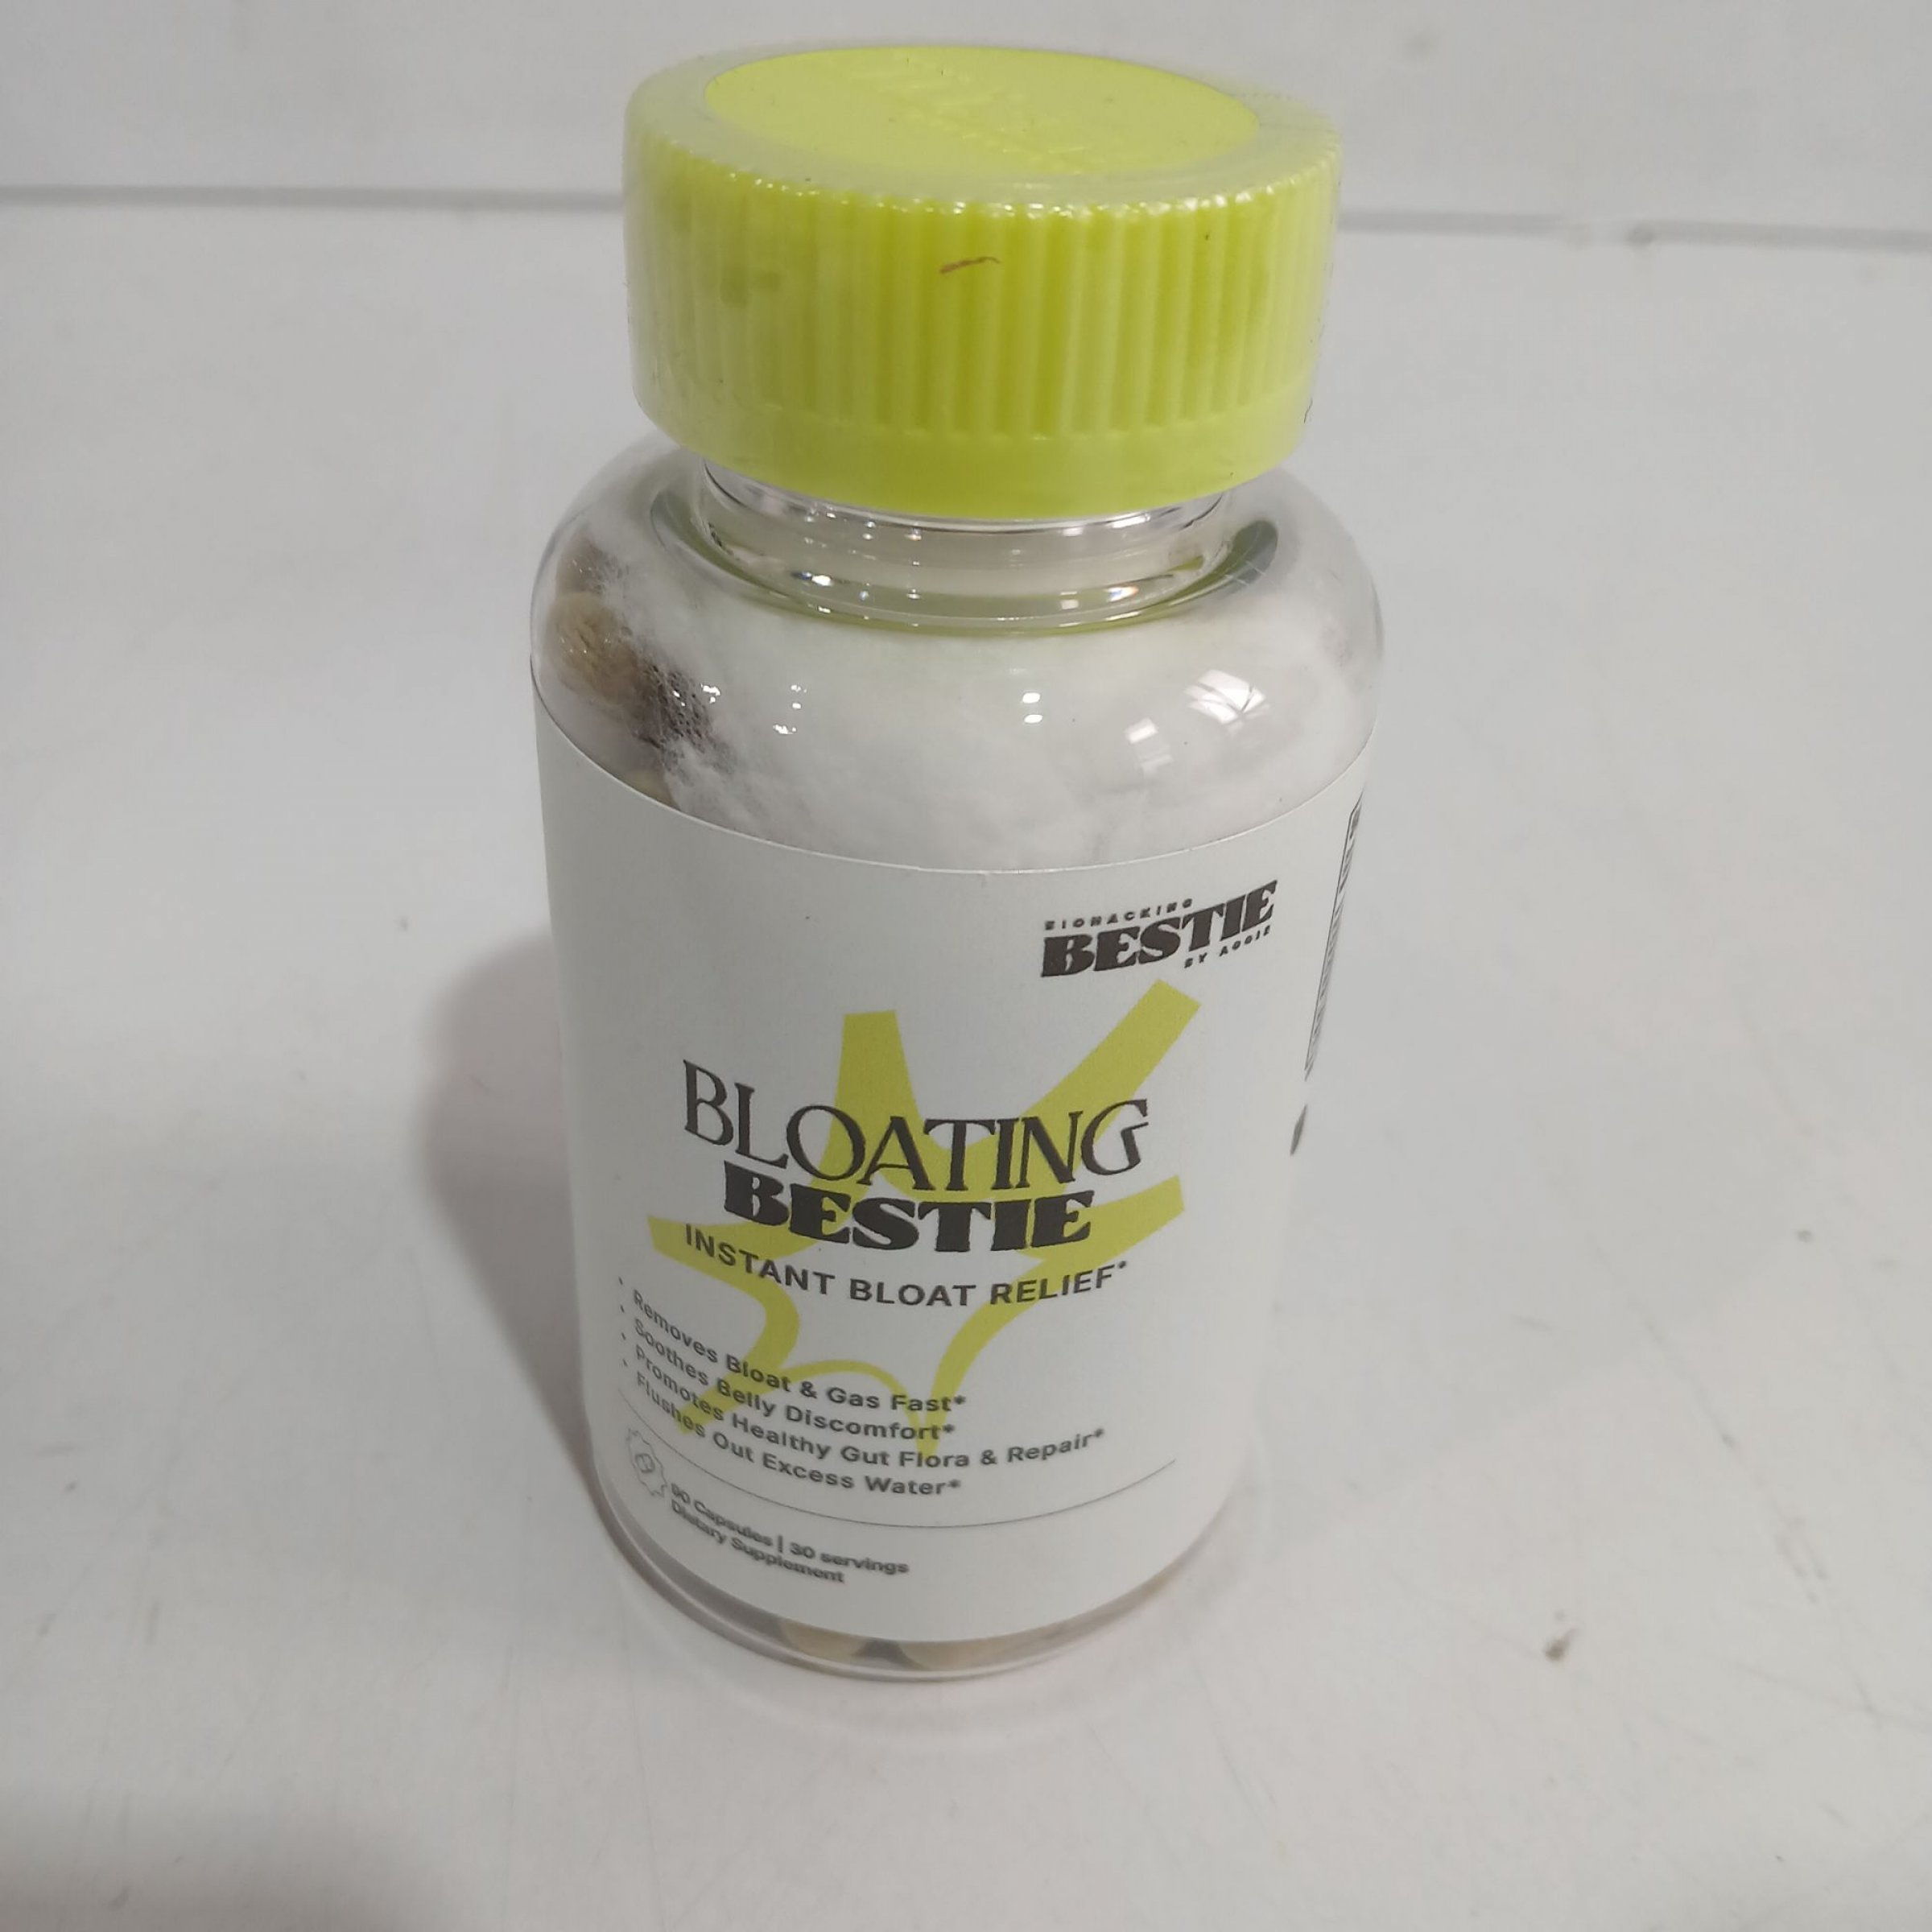 BIOHACKING
BESTIE
BY AGGIE
BLOATING
BESTIE
INSTANT BLOAT RELIEF*
• Removes Bloat & Gas Fast*
• Soothes Belly Discomfort*
• Promotes Healthy Gut Flora & Repair*
• Flushes Out Excess Water*
90 Capsules | 30 servings
Dietary Supplement